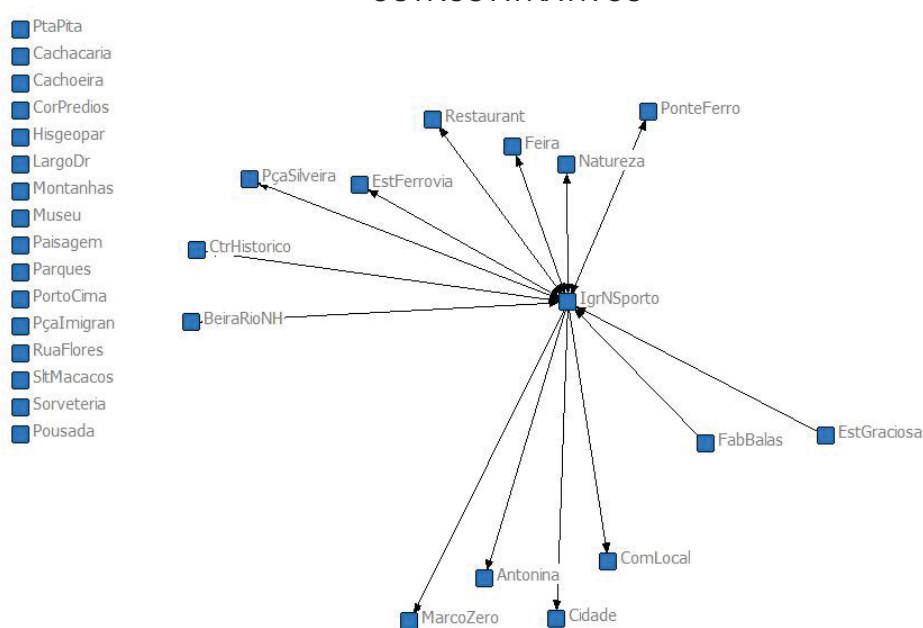 PtaPita
Cachacaria
Cachoeira
CorPredios
Hisgeopar
LargoDr
Montanhas
Museu
Paisagem
Parques
PortoCima
PçaImigran
RuaFlores
SltMacacos
Sorveteria
Pousada
Restaurant
PonteFerro
Feira
Natureza
PçaSilveira
EstFerrovia
CtrHistorico
IgrNSporto
BeiraRioNH
FabBalas
EstGraciosa
ComLocal
Antonina
MarcoZero
Cidade